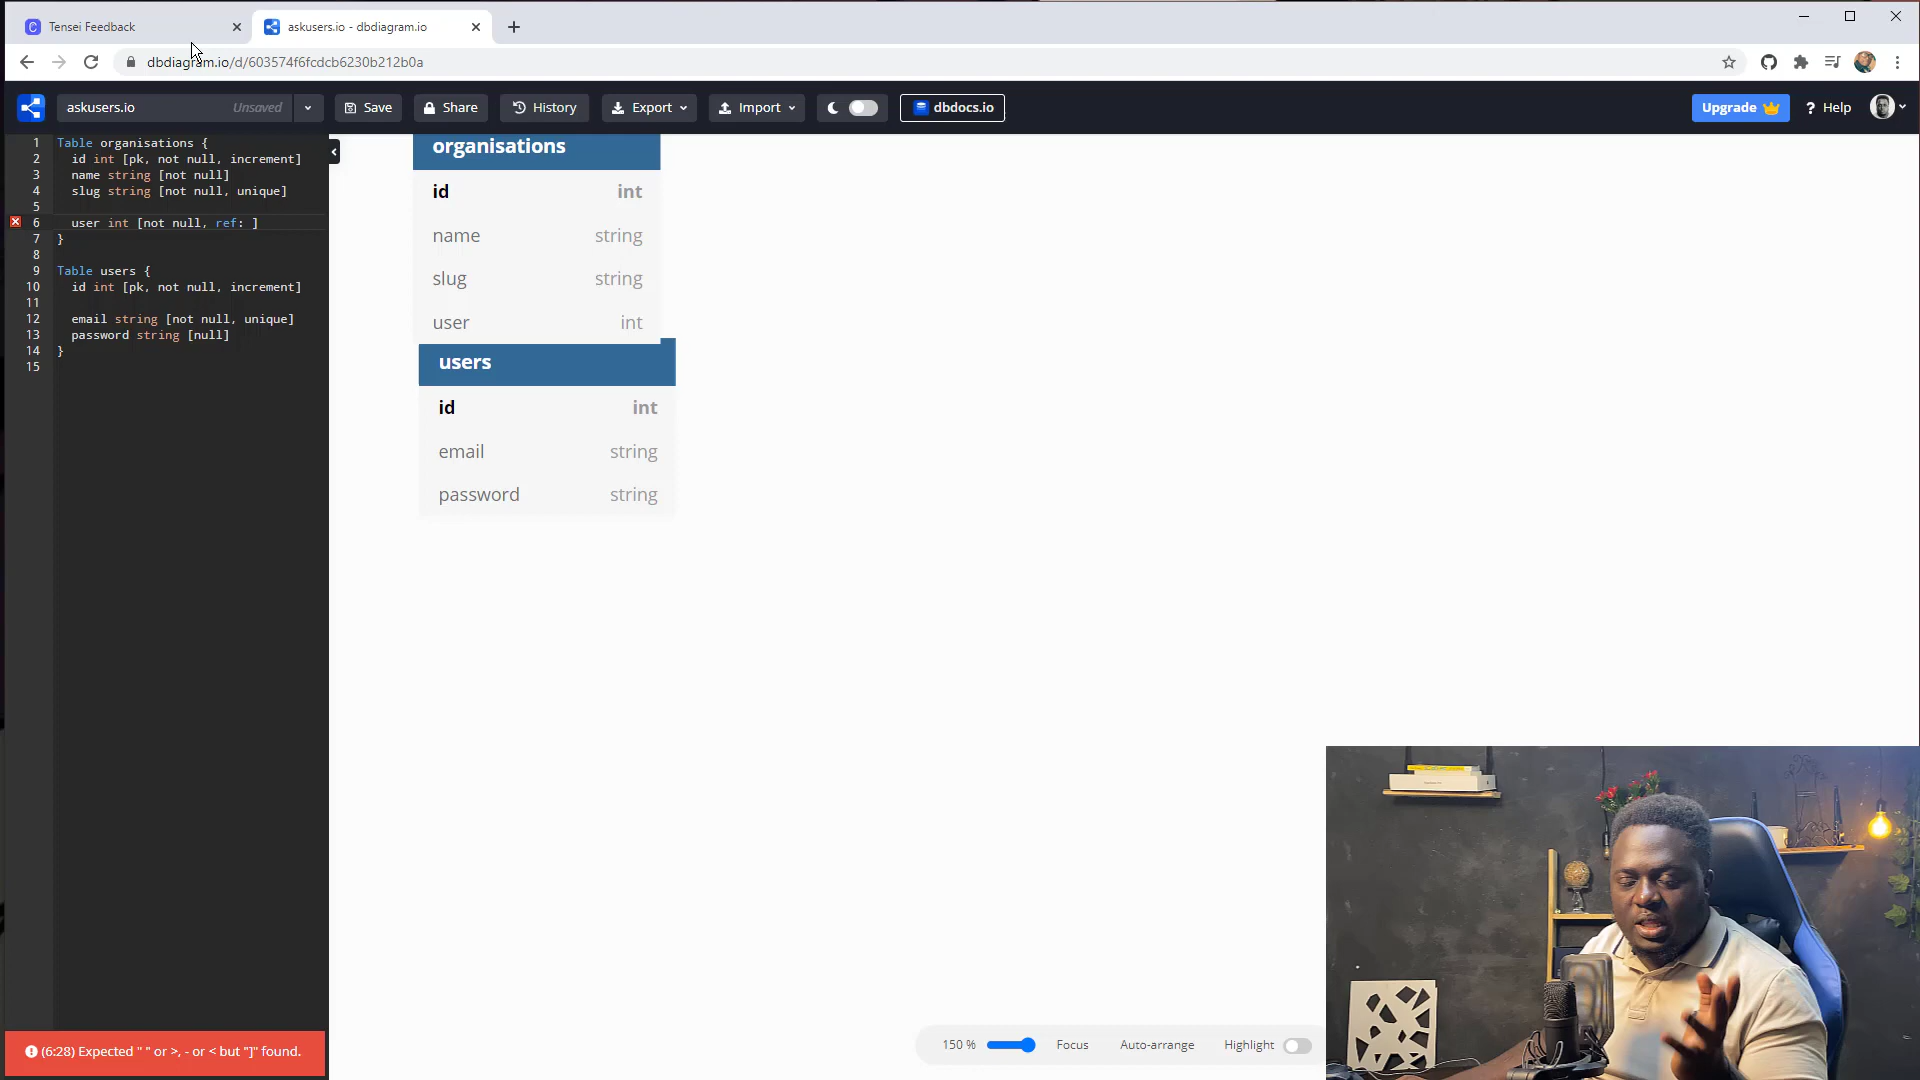 Tensei Feedback
askusers.io - dbdiagram.io
dbdiagram.io/d/603574f6fcdcb6230b212b0a
askusers.io
Unsaved
Save
Share
History
Export
Import
dbdocs.io
Upgrade
? Help
1 Table organisations {
2 id int [pk, not null, increment]
3 name string [not null]
4 slug string [not null, unique]
5
6 user int [not null, ref: ]
7 }
8
9 Table users {
10 id int [pk, not null, increment]
11
12 email string [not null, unique]
13 password string [null]
14 }
15
organisations
id int
name string
slug string
user int
users
id int
email string
password string
(6:28) Expected " " or >, - or < but "]" found.
150 %
Focus
Auto-arrange
Highlight